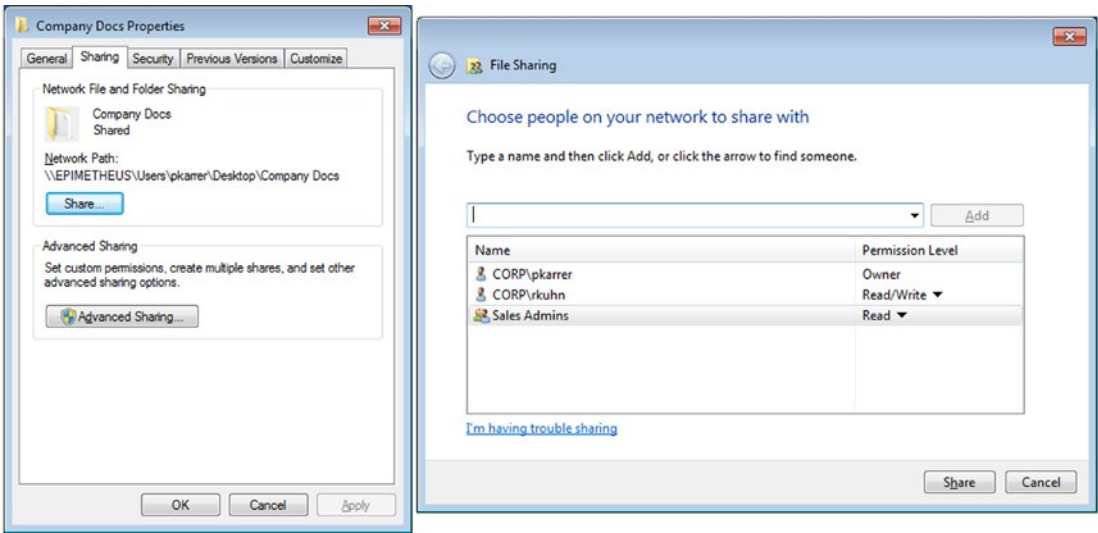 Company Docs Properties
General Sharing Security Previous Versions Customize
Network File and Folder Sharing
Company Docs
Shared
Network Path:
\\EPIMETHEUS\Users\pkarrer\Desktop\Company Docs
Share...
Advanced Sharing
Set custom permissions, create multiple shares, and set other
advanced sharing options.
Advanced Sharing...
OK Cancel Apply
File Sharing
Choose people on your network to share with
Type a name and then click Add, or click the arrow to find someone.
Add
Name Permission Level
CORP\pkarrer Owner
CORP\rkuhn Read/Write
Sales Admins Read
I'm having trouble sharing
Share Cancel